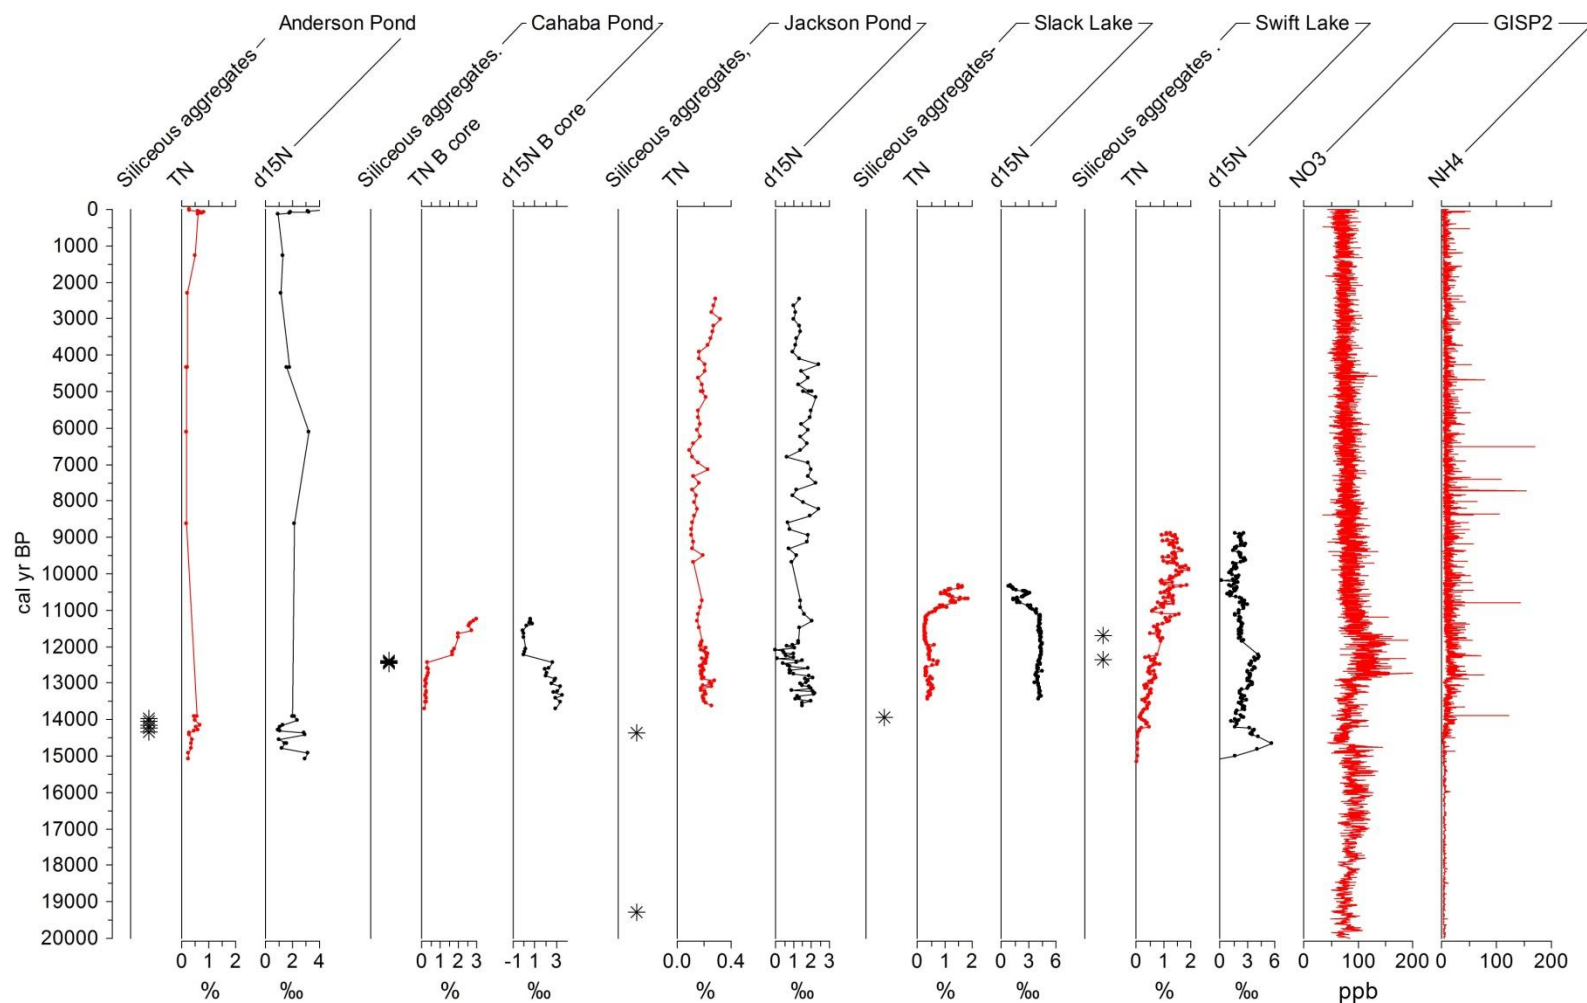 Anderson Pond
Cahaba Pond
Jackson Pond
Slack Lake
Swift Lake
GISP2
Siliceous aggregates
TN
d15N
Siliceous aggregates.
TN B core
d15N B core
Siliceous aggregates,
TN
d15N
Siliceous aggregates-
TN
d15N
Siliceous aggregates .
TN
d15N
NO3
NH4
cal yr BP
0
1000
2000
3000
4000
5000
6000
7000
8000
9000
10000
11000
12000
13000
14000
15000
16000
17000
18000
19000
20000
0 1 2
0 2 4
0 1 2 3
-1 1 3
0.0 0.4
0 1 2 3
0 1 2
0 3 6
0 1 2
0 3 6
0 100 200
0 100 200
% ‰ % ‰ % ‰ % ‰ % ‰ ppb